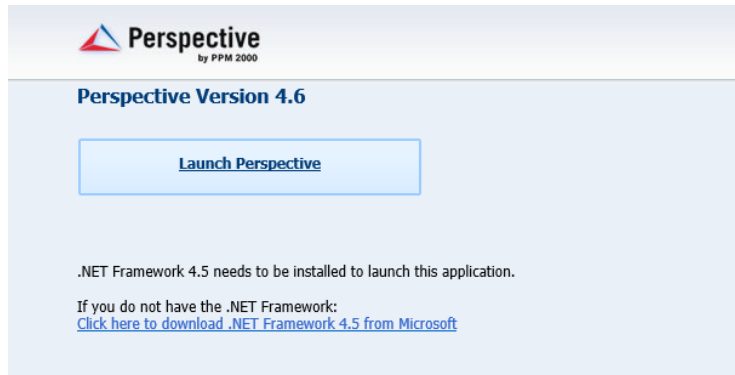 Perspective
by PPM 2000
Perspective Version 4.6
Launch Perspective
.NET Framework 4.5 needs to be installed to launch this application.
If you do not have the .NET Framework:
Click here to download .NET Framework 4.5 from Microsoft